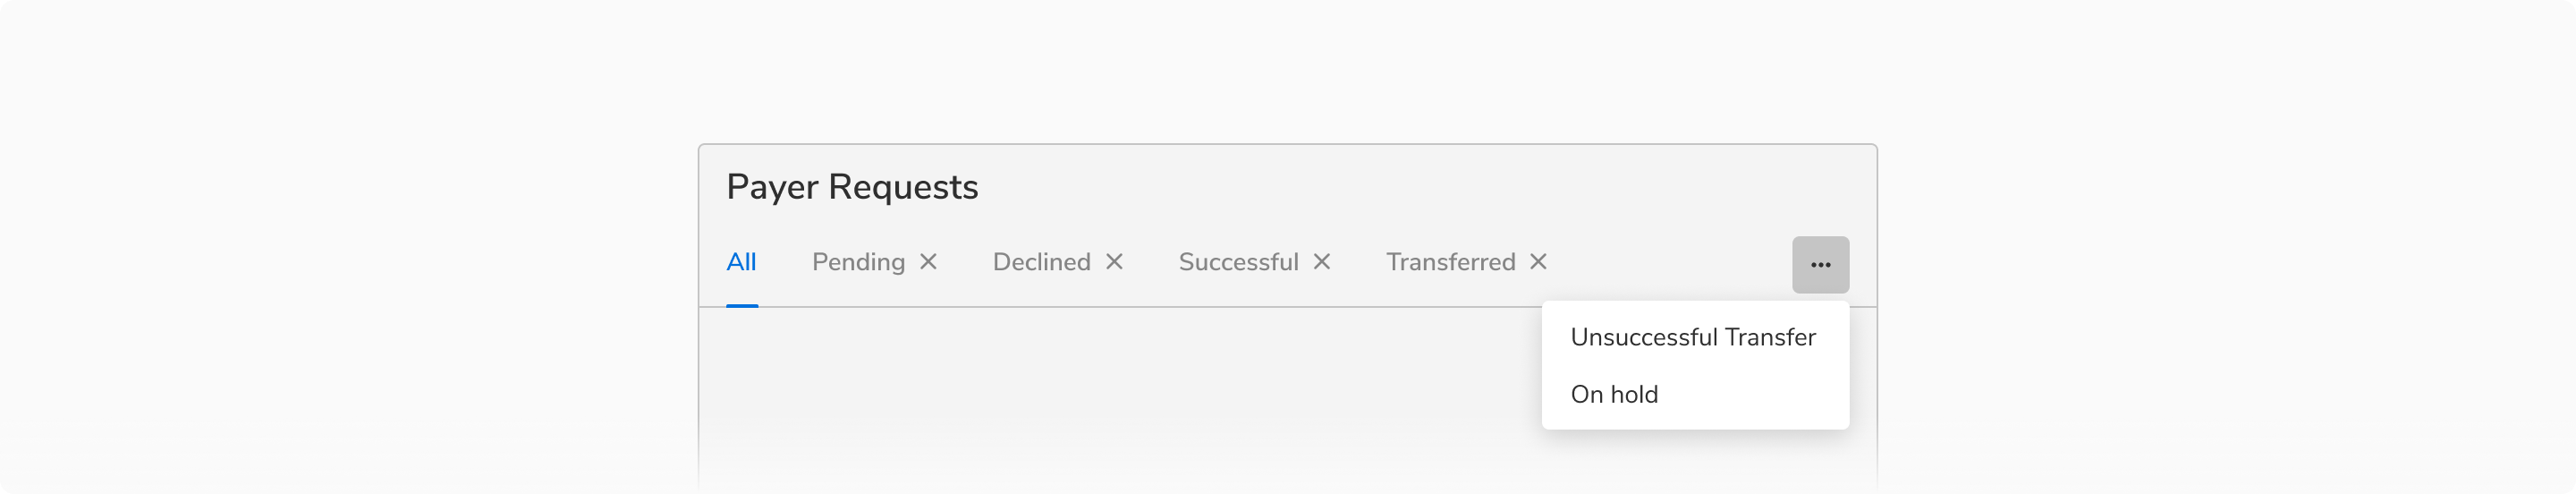 Payer Requests
All Pending Declined Successful Transferred
Unsuccessful Transfer
On hold